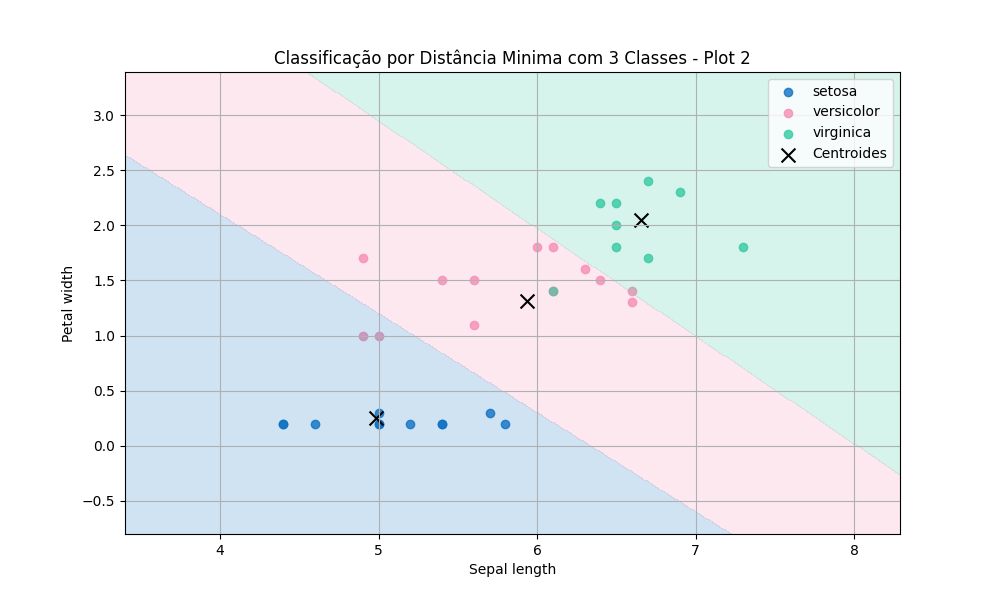 Classificação por Distância Minima com 3 Classes - Plot 2
setosa
versicolor
virginica
Centroides
3.0
2.5
2.0
1.5
1.0
0.5
0.0
−0.5
Petal width
4 5 6 7 8
Sepal length